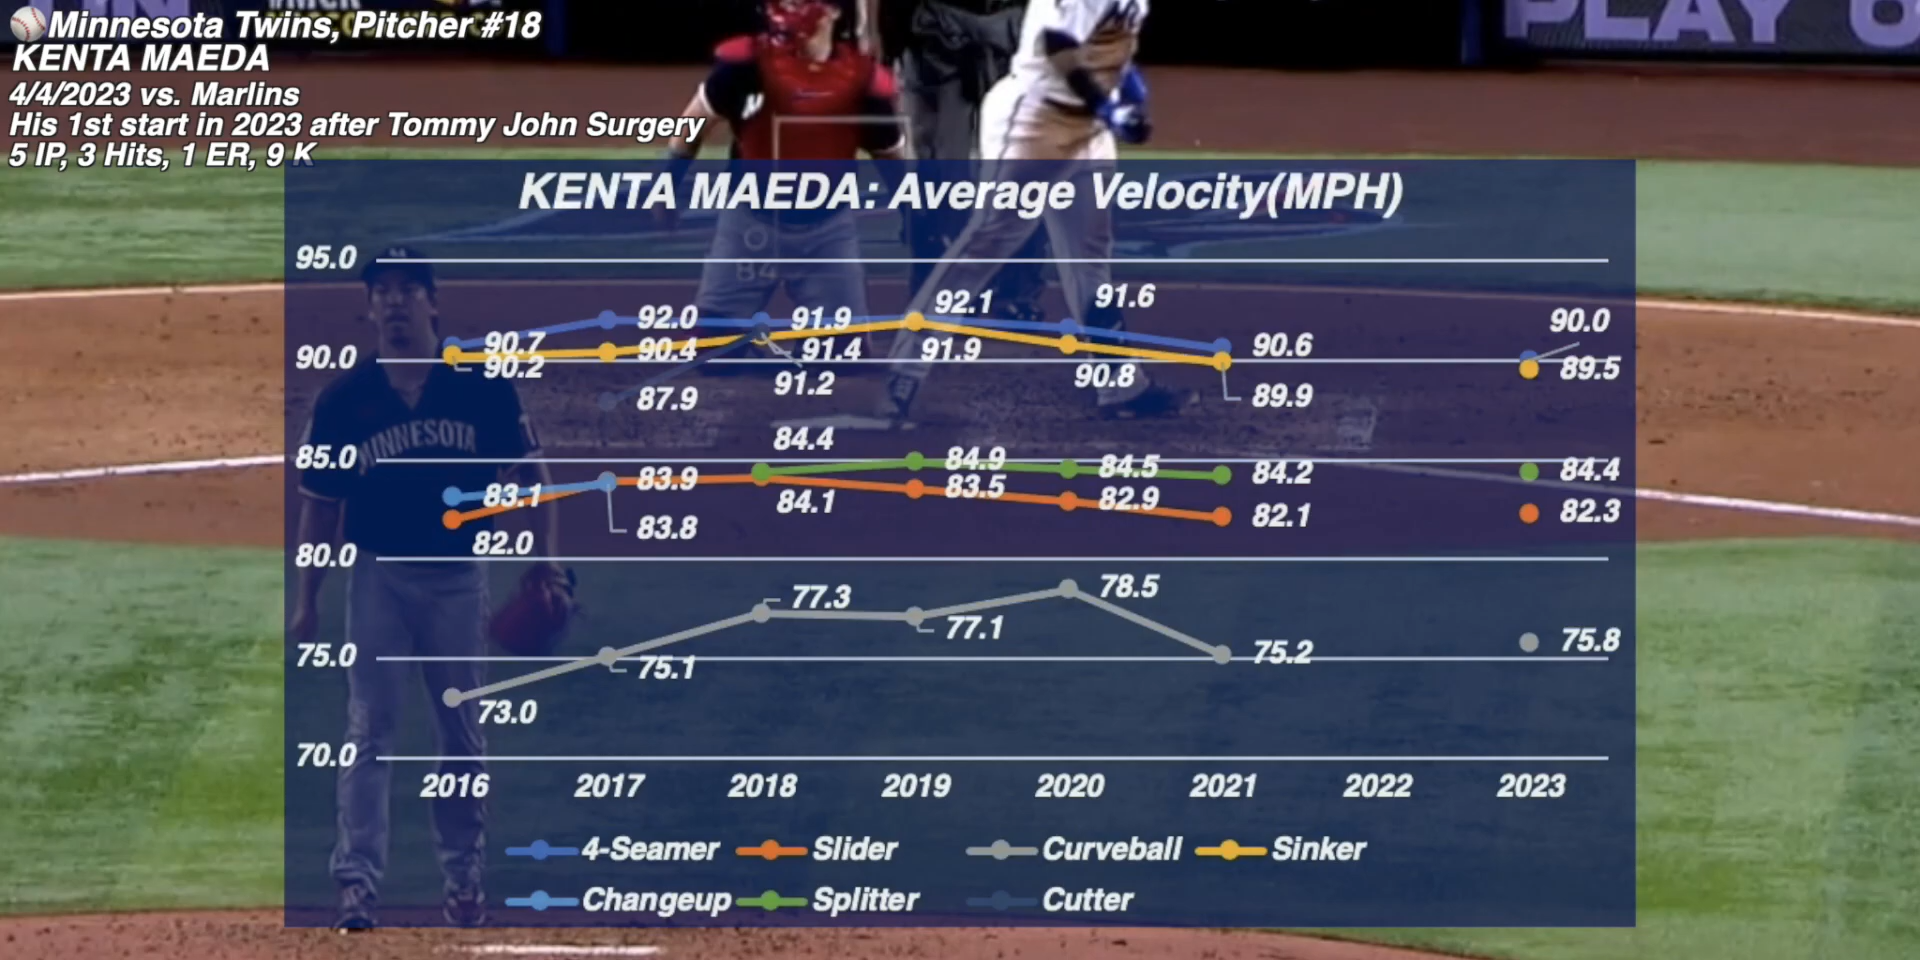 Minnesota Twins, Pitcher #18
KENTA MAEDA
4/4/2023 vs. Marlins
His 1st start in 2023 after Tommy John Surgery
5 IP, 3 Hits, 1 ER, 9 K
PLAY
KENTA MAEDA: Average Velocity(MPH)
95.0
92.0 91.9 92.1 91.6 90.0
90.7 90.4 91.4 91.9 90.6
90.0 90.2 91.2 90.8 89.9 89.5
87.9
84.4
85.0 84.9 84.5 84.2 84.4
83.1 83.9 84.1 83.5 82.9 82.1 82.3
82.0 83.8
80.0
77.3 78.5
77.1
75.0 75.1 75.2 75.8
73.0
70.0
2016 2017 2018 2019 2020 2021 2022 2023
4-Seamer Slider Curveball Sinker
Changeup Splitter Cutter
MINNESOTA
84